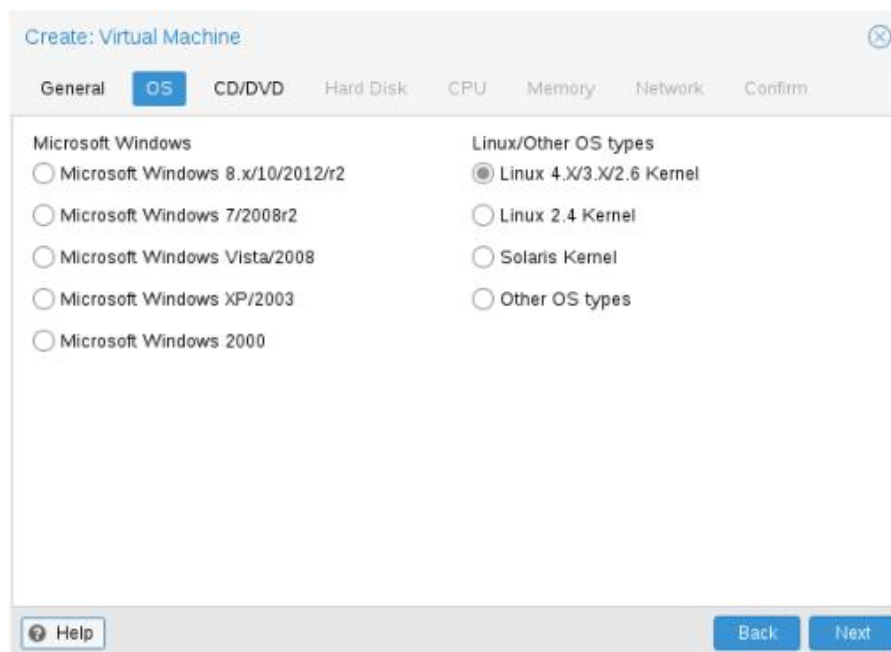 Create: Virtual Machine
General OS CD/DVD Hard Disk CPU Memory Network Confirm
Microsoft Windows
Microsoft Windows 8.x/10/2012/r2
Microsoft Windows 7/2008r2
Microsoft Windows Vista/2008
Microsoft Windows XP/2003
Microsoft Windows 2000
Linux/Other OS types
Linux 4.X/3.X/2.6 Kernel
Linux 2.4 Kernel
Solaris Kernel
Other OS types
Help Back Next